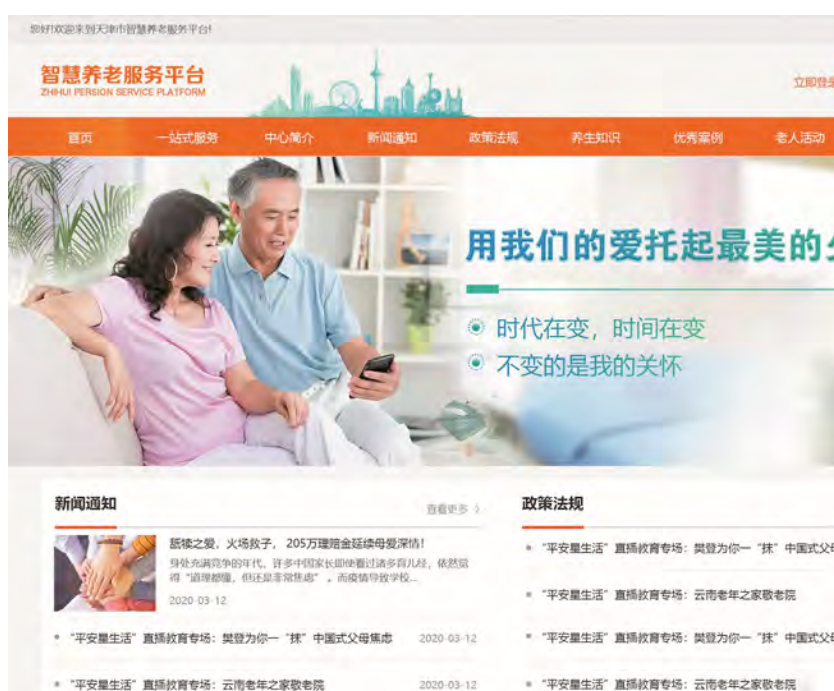 您好!欢迎来到天津市智慧养老服务平台!
智慧养老服务平台
ZHIHUI PERSION SERVICE PLATFORM
立即登录
首页 一站式服务 中心简介 新闻通知 政策法规 养生知识 优秀案例 老人活动
用我们的爱托起最美的
时代在变，时间在变
不变的是我的关怀
新闻通知
查看更多 〉
舐犊之爱，火场救子， 205万理赔金延续母爱深情!
身处充满竞争的年代，许多中国家长即使看过诸多育儿经，依然觉
得“道理都懂，但还是非常焦虑”。而疫情导致学校...
2020-03-12
“平安星生活”直播教育专场：樊登为你一“抹”中国式父母焦虑 2020-03-12
“平安星生活”直播教育专场：云南老年之家敬老院 2020-03-12
政策法规
“平安星生活”直播教育专场：樊登为你一“抹”中国式父母
“平安星生活”直播教育专场：云南老年之家敬老院
“平安星生活”直播教育专场：樊登为你一“抹”中国式父母
“平安星生活”直播教育专场：云南老年之家敬老院